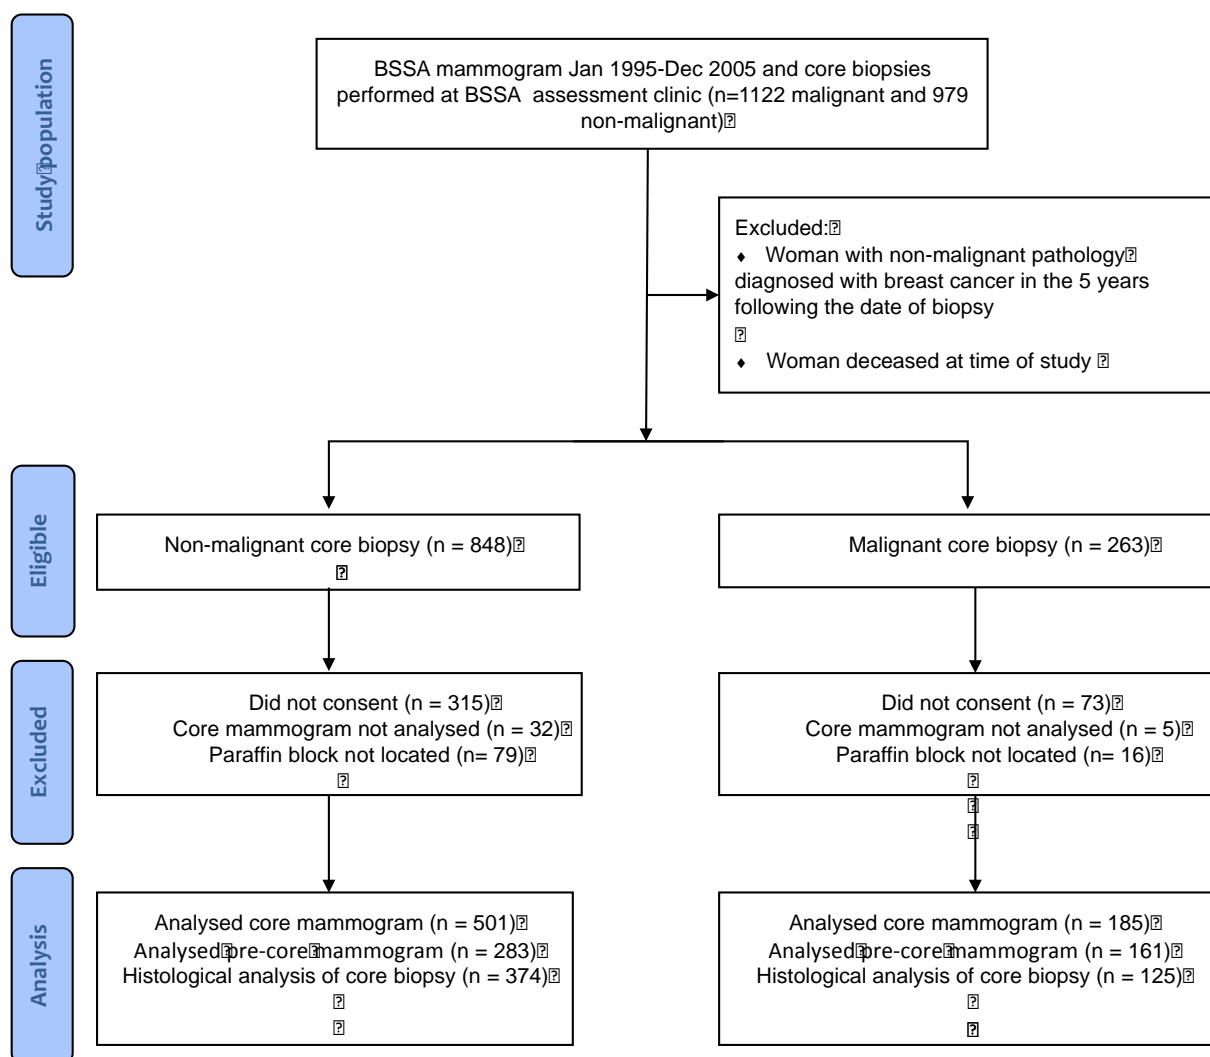 Study population
BSSA mammogram Jan 1995-Dec 2005 and core biopsies
performed at BSSA assessment clinic (n=1122 malignant and 979
non-malignant)
Excluded:
♦ Woman with non-malignant pathology
diagnosed with breast cancer in the 5 years
following the date of biopsy
♦ Woman deceased at time of study
Eligible
Non-malignant core biopsy (n = 848)
Malignant core biopsy (n = 263)
Excluded
Did not consent (n = 315)
Core mammogram not analysed (n = 32)
Paraffin block not located (n= 79)
Did not consent (n = 73)
Core mammogram not analysed (n = 5)
Paraffin block not located (n= 16)
Analysis
Analysed core mammogram (n = 501)
Analysed pre-core mammogram (n = 283)
Histological analysis of core biopsy (n = 374)
Analysed core mammogram (n = 185)
Analysed pre-core mammogram (n = 161)
Histological analysis of core biopsy (n = 125)